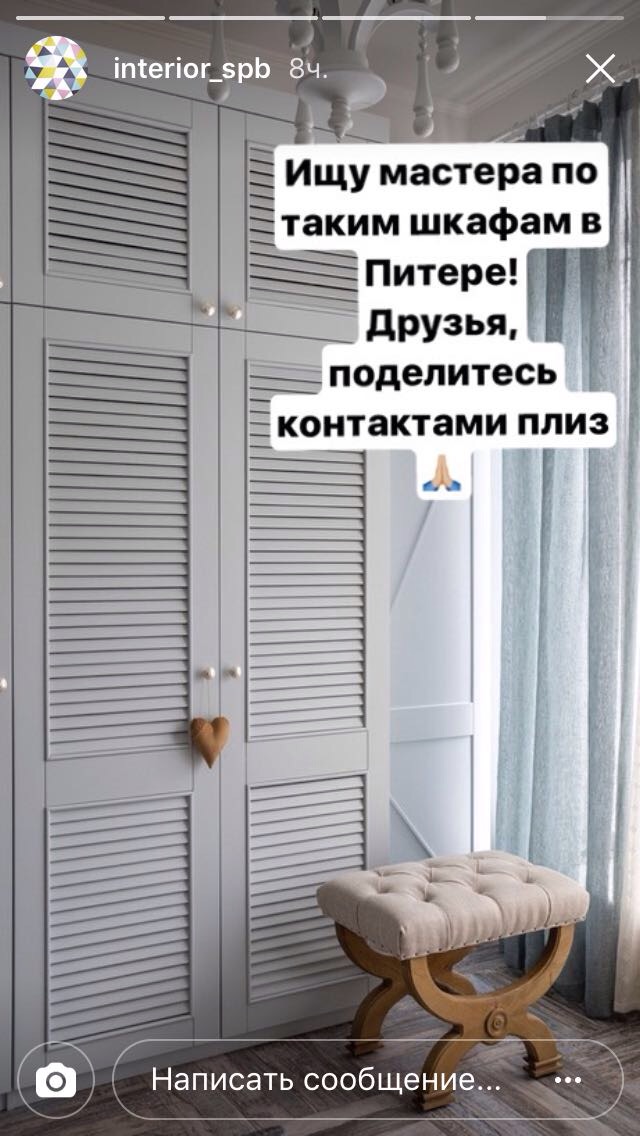 interior_spb 8ч.
Ищу мастера по
таким шкафам в
Питере!
Друзья,
поделитесь
контактами плиз
🙏🏼
Написать сообщение...